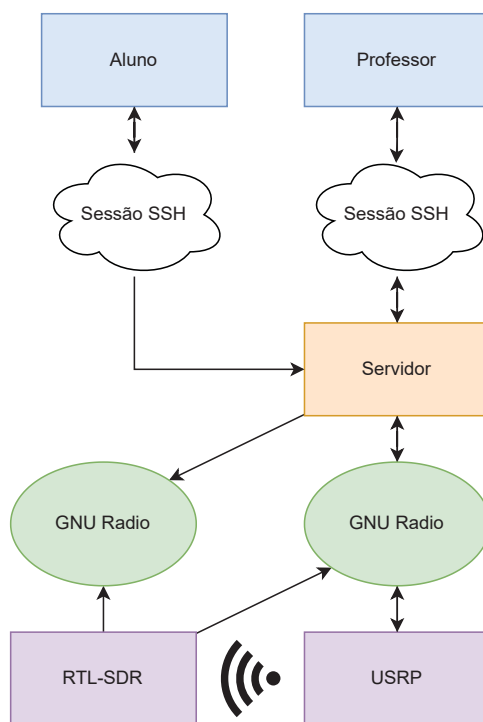 Aluno
Professor
Sessão SSH
Sessão SSH
Servidor
GNU Radio
GNU Radio
RTL-SDR
USRP